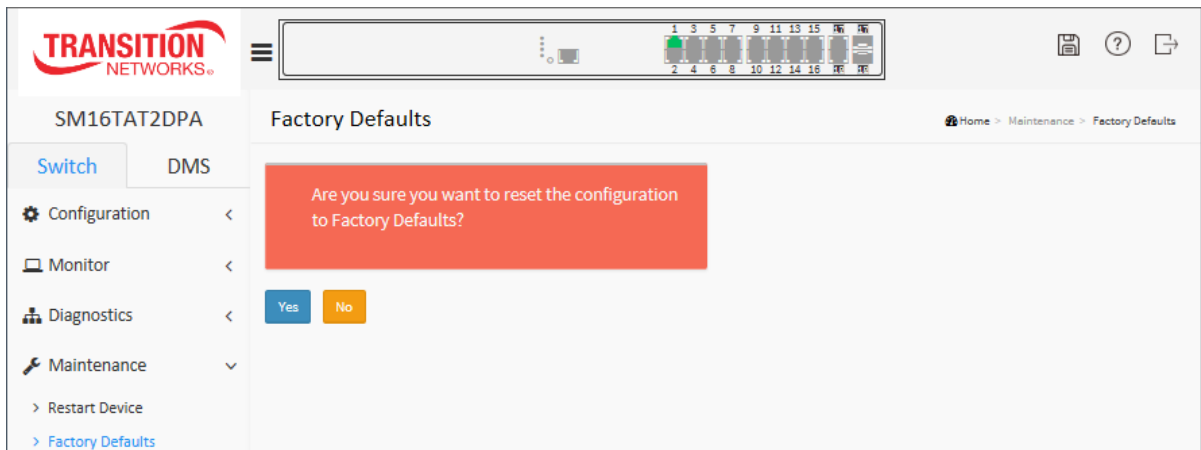 TRANSITION
NETWORKS®
1 3 5 7 9 11 13 15
2 4 6 8 10 12 14 16
SM16TAT2DPA
Factory Defaults
Home > Maintenance > Factory Defaults
Switch
DMS
Are you sure you want to reset the configuration
to Factory Defaults?
Configuration
Monitor
Yes
No
Diagnostics
Maintenance
> Restart Device
> Factory Defaults